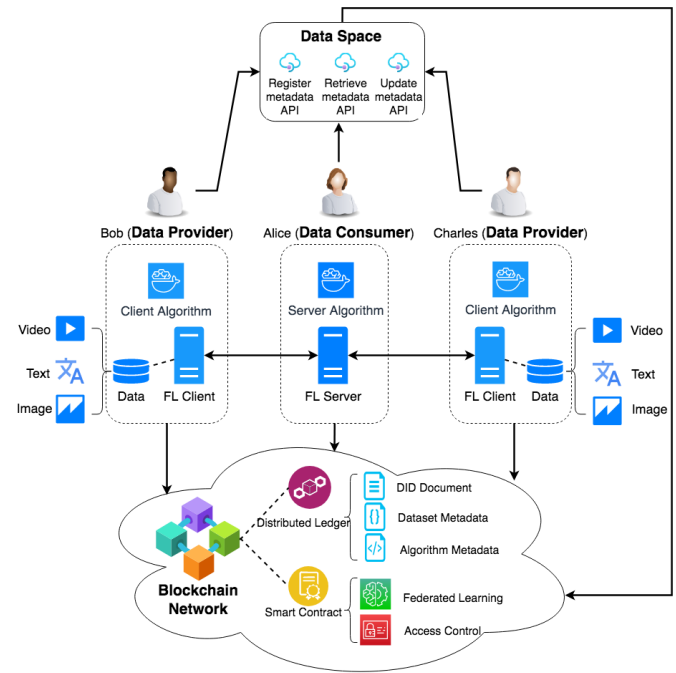 Data Space
Register
metadata
API
Retrieve
metadata
API
Update
metadata
API
Bob (Data Provider)
Alice (Data Consumer)
Charles (Data Provider)
Client Algorithm
Server Algorithm
Client Algorithm
Video
Text
Image
Data
FL Client
FL Server
FL Client
Data
Video
Text
Image
Blockchain
Network
Distributed Ledger
DID Document
Dataset Metadata
Algorithm Metadata
Smart Contract
Federated Learning
Access Control